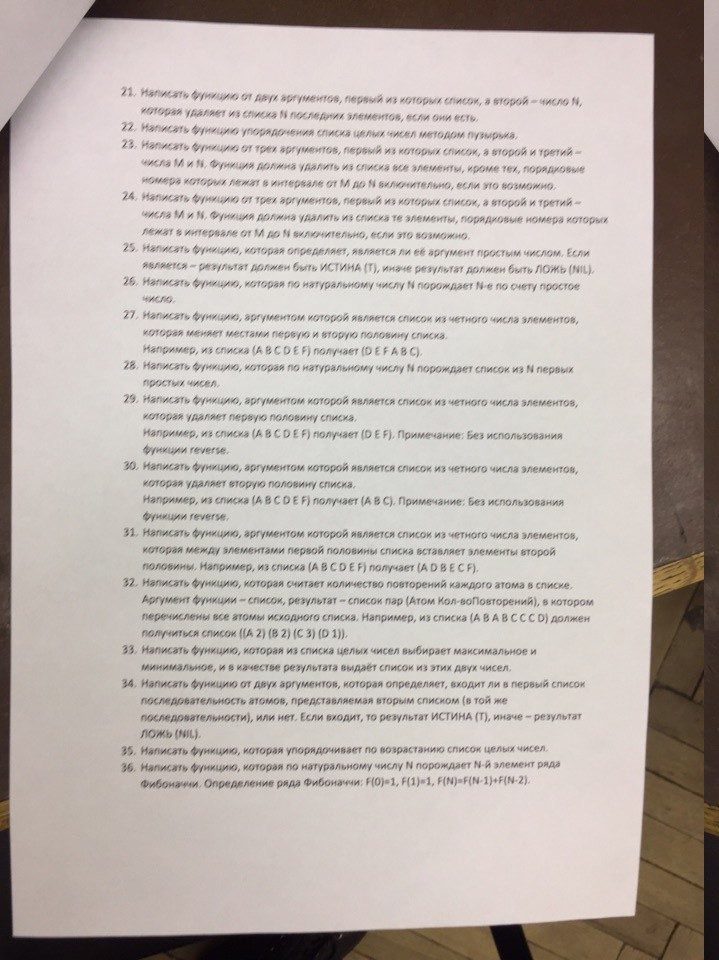 21. Написать функцию от двух аргументов, первый из которых список, а второй – число N,
которая удаляет из списка N последних элементов, если они есть.
22. Написать функцию упорядочения списка целых чисел методом пузырька.
23. Написать функцию от трех аргументов, первый из которых список, а второй и третий –
числа M и N. Функция должна удалить из списка все элементы, кроме тех, порядковые
номера которых лежат в интервале от M до N включительно, если это возможно.
24. Написать функцию от трех аргументов, первый из которых список, а второй и третий –
числа M и N. Функция должна удалить из списка те элементы, порядковые номера которых
лежат в интервале от M до N включительно, если это возможно.
25. Написать функцию, которая определяет, является ли её аргумент простым числом. Если
является – результат должен быть ИСТИНА (T), иначе результат должен быть ЛОЖЬ (NIL).
26. Написать функцию, которая по натуральному числу N порождает N-е по счету простое
число.
27. Написать функцию, аргументом которой является список из четного числа элементов,
которая меняет местами первую и вторую половину списка.
Например, из списка (A B C D E F) получает (D E F A B C).
28. Написать функцию, которая по натуральному числу N порождает список из N первых
простых чисел.
29. Написать функцию, аргументом которой является список из четного числа элементов,
которая удаляет первую половину списка.
Например, из списка (A B C D E F) получает (D E F). Примечание: Без использования
функции reverse.
30. Написать функцию, аргументом которой является список из четного числа элементов,
которая удаляет вторую половину списка.
Например, из списка (A B C D E F) получает (A B C). Примечание: Без использования
функции reverse.
31. Написать функцию, аргументом которой является список из четного числа элементов,
которая между элементами первой половины списка вставляет элементы второй
половины. Например, из списка (A B C D E F) получает (A D B E C F).
32. Написать функцию, которая считает количество повторений каждого атома в списке.
Аргумент функции – список, результат – список пар (Атом Кол-воПовторений), в котором
перечислены все атомы исходного списка. Например, из списка (A B A B C C C D) должен
получиться список ((A 2) (B 2) (C 3) (D 1)).
33. Написать функцию, которая из списка целых чисел выбирает максимальное и
минимальное, и в качестве результата выдаёт список из этих двух чисел.
34. Написать функцию от двух аргументов, которая определяет, входит ли в первый список
последовательность атомов, представляемая вторым списком (в той же
последовательности), или нет. Если входит, то результат ИСТИНА (T), иначе – результат
ЛОЖЬ (NIL).
35. Написать функцию, которая упорядочивает по возрастанию список целых чисел.
36. Написать функцию, которая по натуральному числу N порождает N-й элемент ряда
Фибоначчи. Определение ряда Фибоначчи: F(0)=1, F(1)=1, F(N)=F(N-1)+F(N-2).